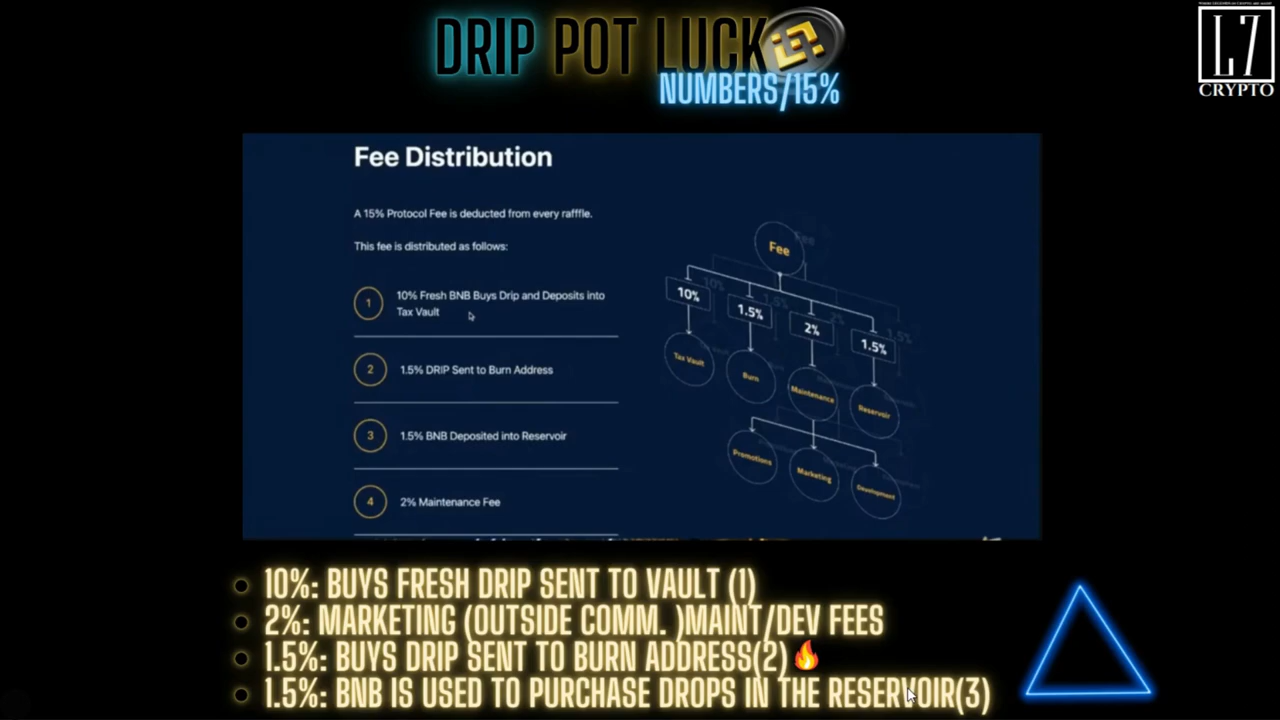 DRIP POT LUCK
NUMBERS/15%
L7
CRYPTO
Fee Distribution
A 15% Protocol Fee is deducted from every rafffle.
This fee is distributed as follows:
1
10% Fresh BNB Buys Drip and Deposits into
Tax Vault
2
1.5% DRIP Sent to Burn Address
3
1.5% BNB Deposited into Reservoir
4
2% Maintenance Fee
Fee
10%
1.5%
2%
1.5%
Tax Vault
Burn
Maintenance
Reservoir
Promotions
Marketing
Development
10%: BUYS FRESH DRIP SENT TO VAULT (1)
2%: MARKETING (OUTSIDE COMM. )MAINT/DEV FEES
1.5%: BUYS DRIP SENT TO BURN ADDRESS(2)🔥
1.5%: BNB IS USED TO PURCHASE DROPS IN THE RESERVOIR(3)